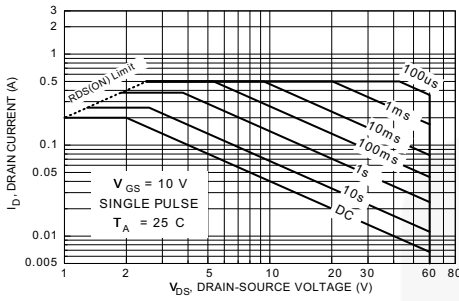 3
2
1
0.5
0.1
0.05
0.01
0.005
I D, DRAIN CURRENT (A)
RDS(ON) Limit
100us
1ms
10ms
100ms
1s
10s
DC
V GS = 10 V
SINGLE PULSE
T A = 25 C
1 2 5 10 20 30 60 80
V DS, DRAIN-SOURCE VOLTAGE (V)